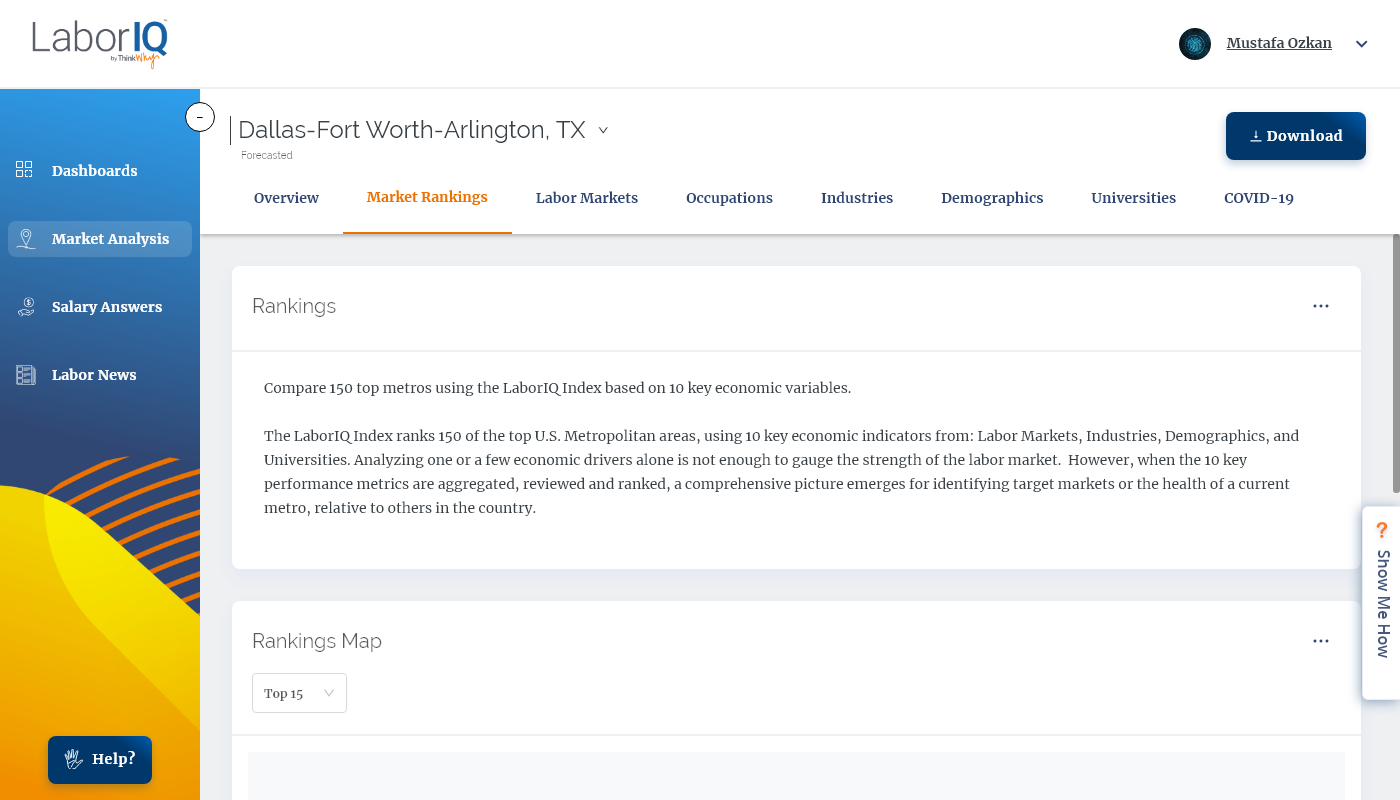 LaborIQ
by ThinkWhy
Mustafa Ozkan
-
Dallas-Fort Worth-Arlington, TX
Forecasted
Download
Dashboards
Market Analysis
Salary Answers
Labor News
Help?
Overview
Market Rankings
Labor Markets
Occupations
Industries
Demographics
Universities
COVID-19
Rankings
Compare 150 top metros using the LaborIQ Index based on 10 key economic variables.
The LaborIQ Index ranks 150 of the top U.S. Metropolitan areas, using 10 key economic indicators from: Labor Markets, Industries, Demographics, and
Universities. Analyzing one or a few economic drivers alone is not enough to gauge the strength of the labor market.  However, when the 10 key
performance metrics are aggregated, reviewed and ranked, a comprehensive picture emerges for identifying target markets or the health of a current
metro, relative to others in the country.
Rankings Map
Top 15
? Show Me How